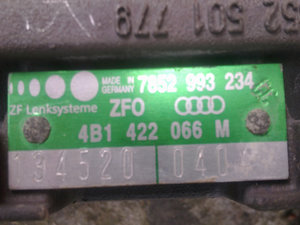 52 501 779
MADE IN
GERMANY
7852 993 234
ZF Lenksysteme
ZFO
4B1 422 066 M
194520
040